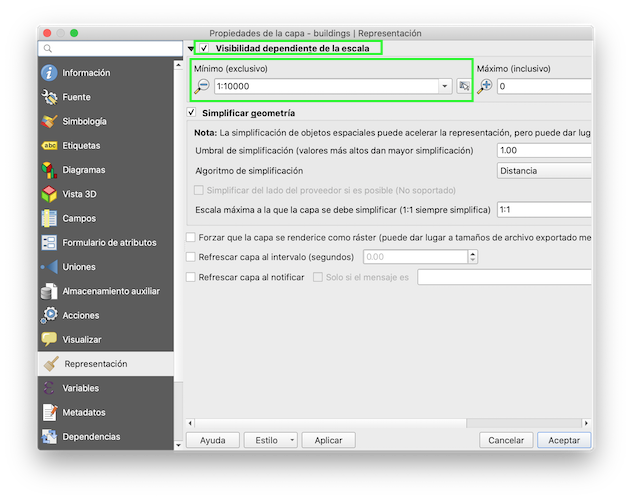 Propiedades de la capa - buildings | Representación
Visibilidad dependiente de la escala
Mínimo (exclusivo)
Máximo (inclusivo)
1:10000
0
Simplificar geometría
Nota: La simplificación de objetos espaciales puede acelerar la representación, pero puede dar lug
Umbral de simplificación (valores más altos dan mayor simplificación)
1.00
Algoritmo de simplificación
Distancia
Simplificar del lado del proveedor si es posible (No soportado)
Escala máxima a la que la capa se debe simplificar (1:1 siempre simplifica)
1:1
Forzar que la capa se renderice como ráster (puede dar lugar a tamaños de archivo exportado me
Refrescar capa al intervalo (segundos)
0.00
Refrescar capa al notificar
Solo si el mensaje es
Información
Fuente
Simbología
abc
Etiquetas
Diagramas
Vista 3D
Campos
Formulario de atributos
Uniones
Almacenamiento auxiliar
Acciones
Visualizar
Representación
Variables
Metadatos
Dependencias
Ayuda
Estilo
Aplicar
Cancelar
Aceptar